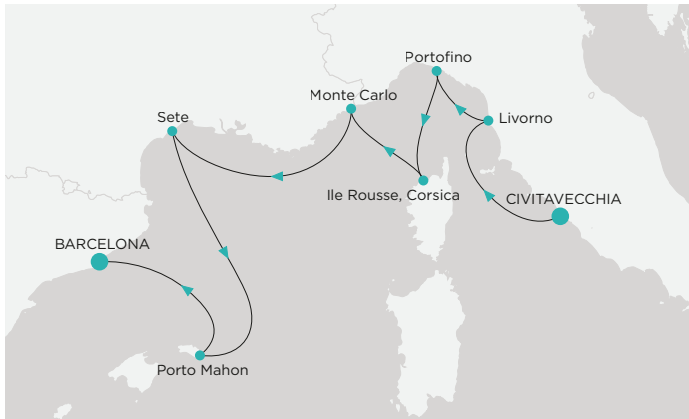 Portofino
Monte Carlo
Sete
Livorno
Ile Rousse, Corsica
CIVITAVECCHIA
BARCELONA
Porto Mahon